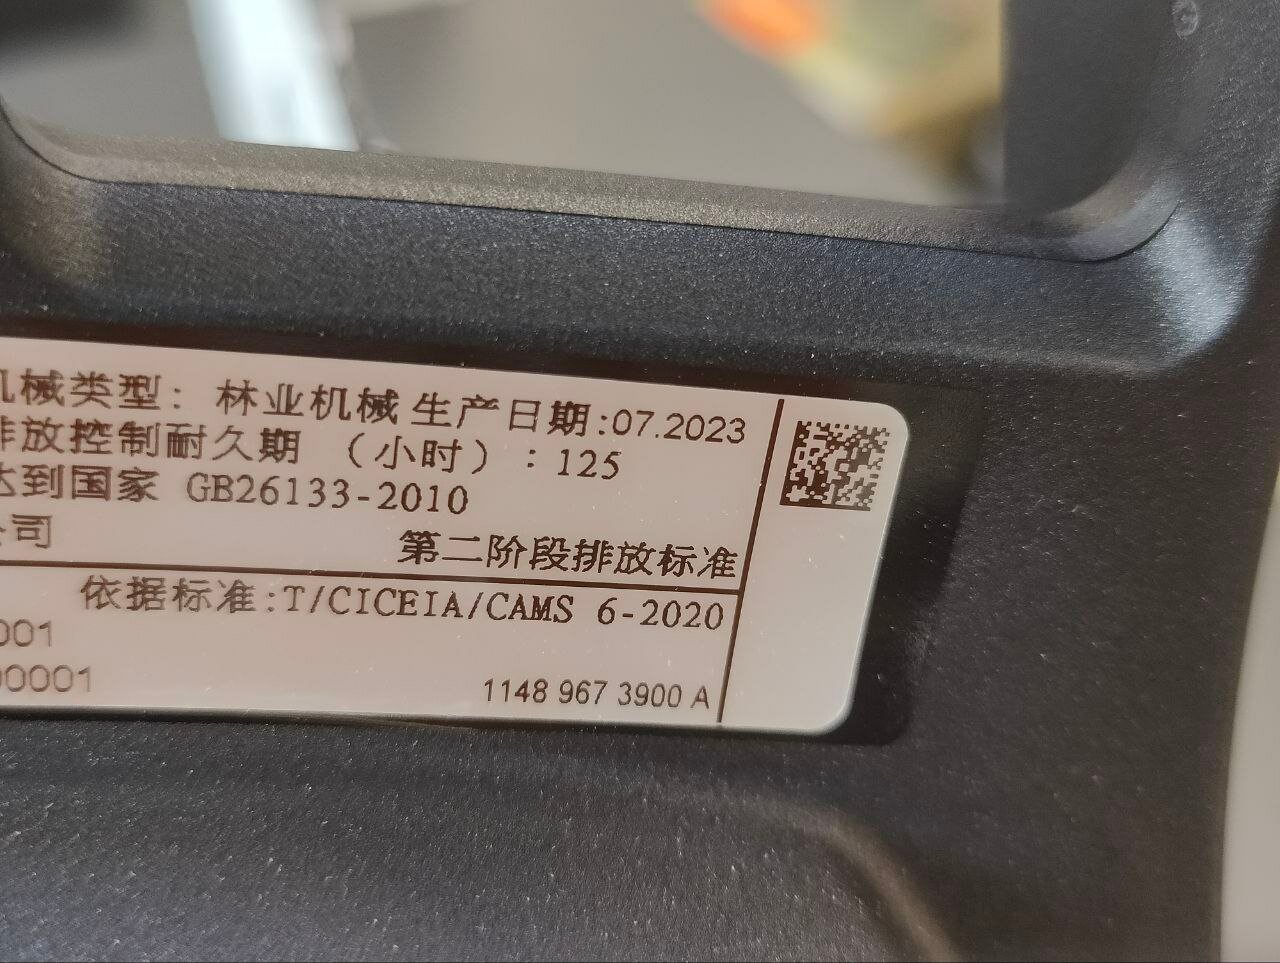 机械类型：林业机械 生产日期:07.2023
排放控制耐久期 （小时）：125
达到国家 GB26133-2010
公司
第二阶段排放标准
依据标准:T/CICEIA/CAMS 6-2020
001
00001
1148 967 3900 A